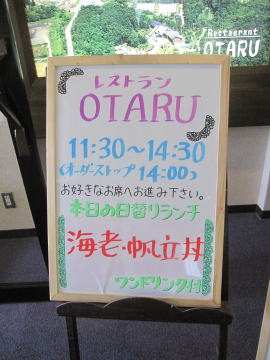 Restaurant
OTARU
レストラン
OTARU
11:30～14:30
(オーダーストップ 14:00)
お好きなお席へお進み下さい。
本日の日替りランチ
海老・帆立丼
ワンドリンク付